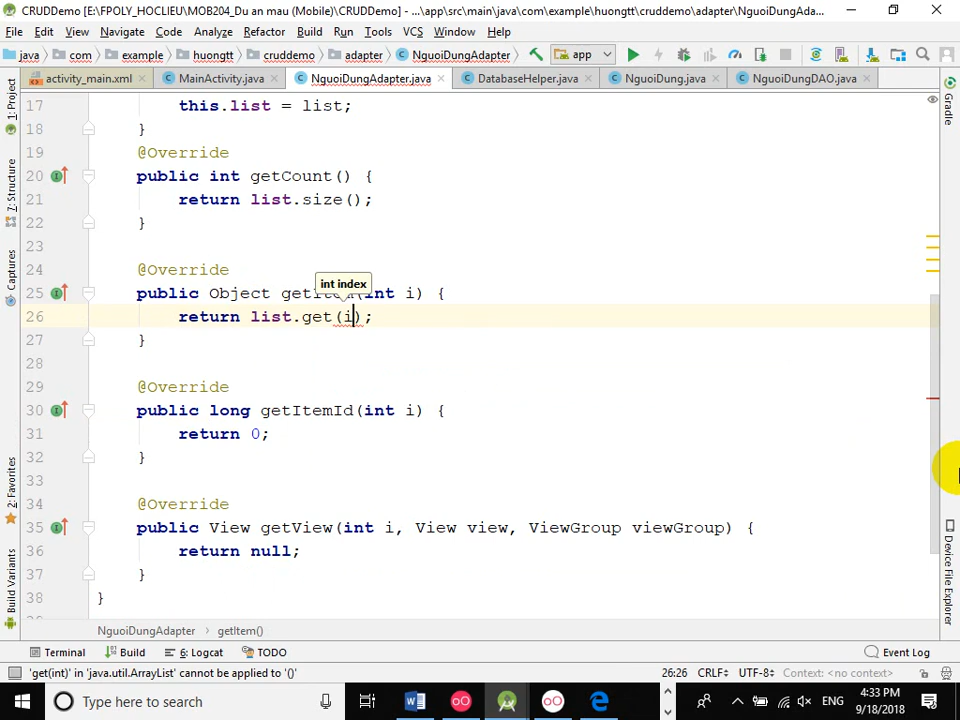 CRUDDemo [E:\FPOLY_HOCLIEU\MOB204_Du an mau (Mobile)\CRUDDemo] - ...\app\src\main\java\com\example\huongtt\cruddemo\adapter\NguoiDungAda...
File Edit View Navigate Code Analyze Refactor Build Run Tools VCS Window Help
java com example huongtt cruddemo adapter NguoiDungAdapter app
activity_main.xml MainActivity.java NguoiDungAdapter.java DatabaseHelper.java NguoiDung.java NguoiDungDAO.java
1: Project
7: Structure
Captures
2: Favorites
Build Variants
Gradle
Device File Explorer
17 this.list = list;
18 }
19 @Override
20 public int getCount() {
21 return list.size();
22 }
23
24 @Override
int index
25 public Object getItem(int i) {
26 return list.get(i);
27 }
28
29 @Override
30 public long getItemId(int i) {
31 return 0;
32 }
33
34 @Override
35 public View getView(int i, View view, ViewGroup viewGroup) {
36 return null;
37 }
38 }
NguoiDungAdapter getItem()
Terminal Build 6: Logcat TODO Event Log
'get(int)' in 'java.util.ArrayList' cannot be applied to '()' 26:26 CRLF UTF-8 Context: <no context>
Type here to search ENG 4:33 PM
9/18/2018